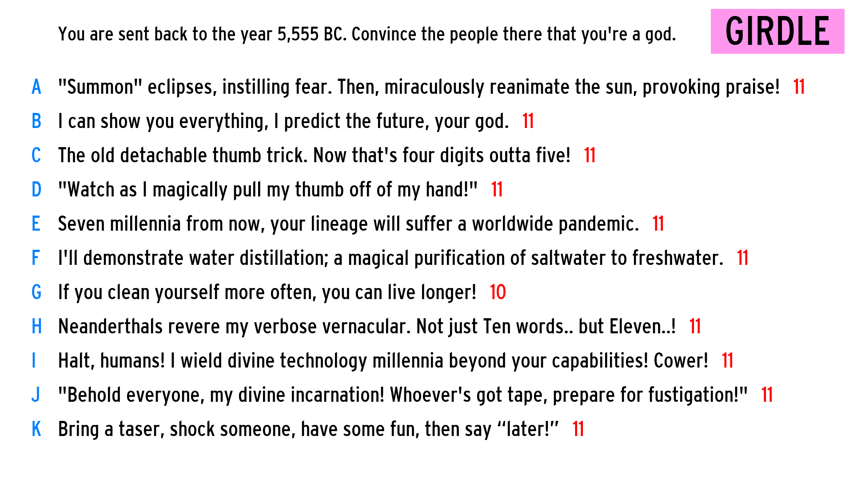 You are sent back to the year 5,555 BC. Convince the people there that you're a god.
GIRDLE
A "Summon" eclipses, instilling fear. Then, miraculously reanimate the sun, provoking praise! 11
B I can show you everything, I predict the future, your god. 11
C The old detachable thumb trick. Now that's four digits outta five! 11
D "Watch as I magically pull my thumb off of my hand!" 11
E Seven millennia from now, your lineage will suffer a worldwide pandemic. 11
F I'll demonstrate water distillation; a magical purification of saltwater to freshwater. 11
G If you clean yourself more often, you can live longer! 10
H Neanderthals revere my verbose vernacular. Not just Ten words.. but Eleven..! 11
I Halt, humans! I wield divine technology millennia beyond your capabilities! Cower! 11
J "Behold everyone, my divine incarnation! Whoever's got tape, prepare for fustigation!" 11
K Bring a taser, shock someone, have some fun, then say “later!” 11